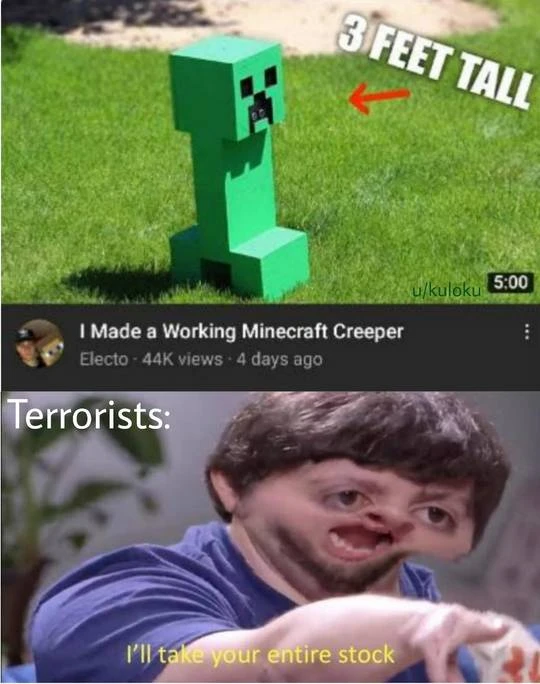 3 FEET TALL
u/kuloku
5:00
I Made a Working Minecraft Creeper
Electo · 44K views · 4 days ago
Terrorists:
I'll take your entire stock